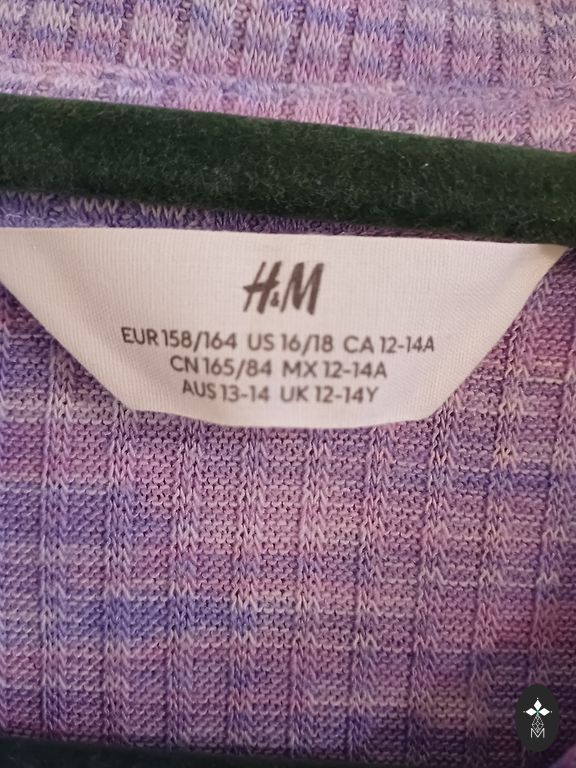 H&M
EUR 158/164 US 16/18 CA 12-14A
CN 165/84 MX 12-14A
AUS 13-14 UK 12-14Y
M